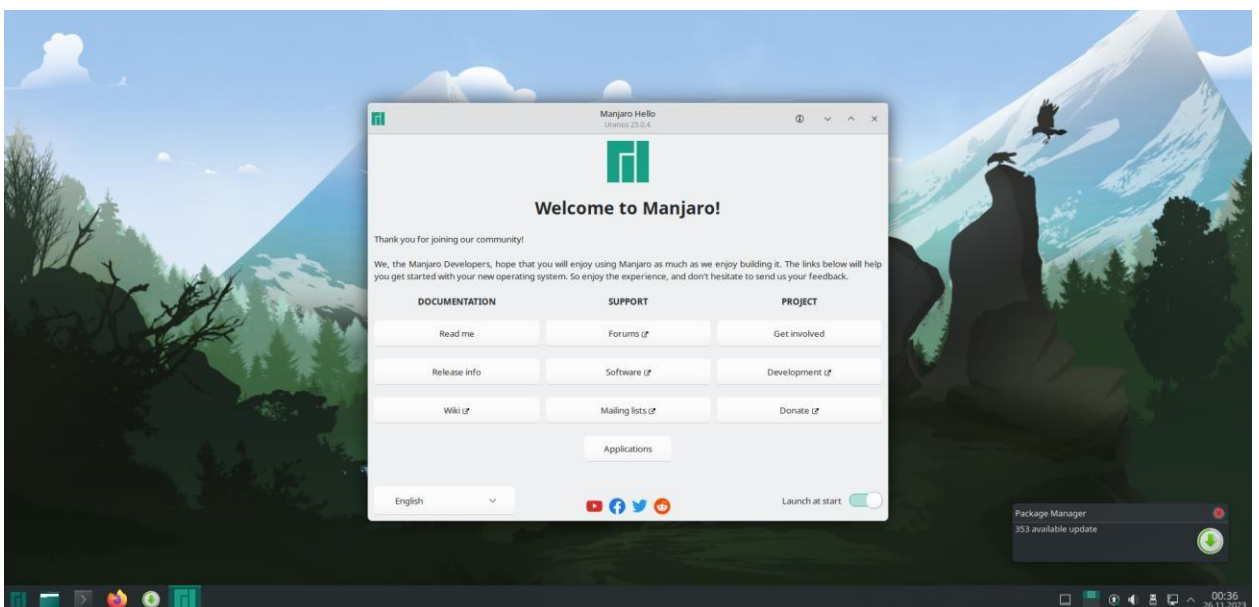 Manjaro Hello
Uranos 23.0.4
Welcome to Manjaro!
Thank you for joining our community!
We, the Manjaro Developers, hope that you will enjoy using Manjaro as much as we enjoy building it. The links below will help
you get started with your new operating system. So enjoy the experience, and don't hesitate to send us your feedback.
DOCUMENTATION
SUPPORT
PROJECT
Read me
Forums
Get involved
Release info
Software
Development
Wiki
Mailing lists
Donate
Applications
English
Launch at start
Package Manager
353 available update
00:36
26.11.2023